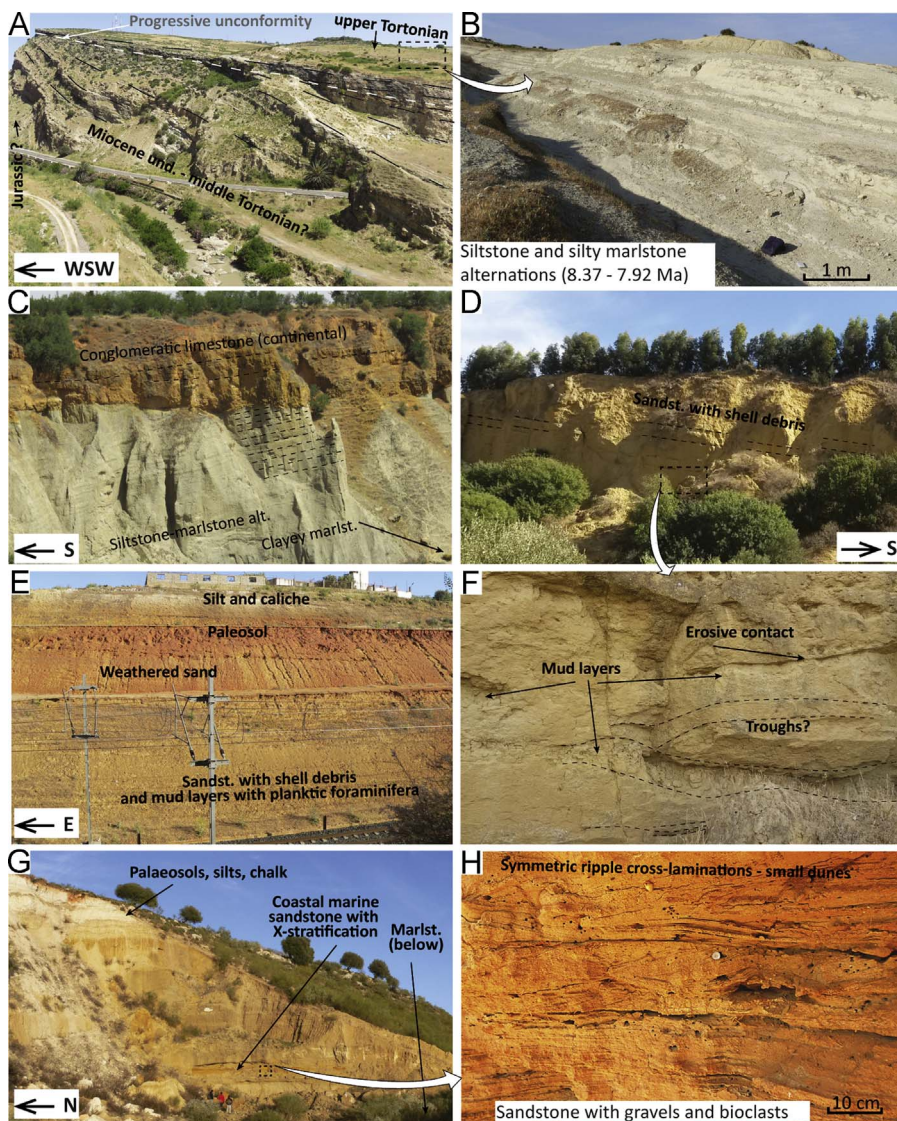 A
Progressive unconformity
upper Tortonian
Jurassic
Miocene und. - middle Tortonian?
WSW
B
Siltstone and silty marlstone
alternations (8.37 - 7.92 Ma)
1 m
C
Conglomeratic limestone (continental)
Siltstone-marlstone alt.
Clayey marlst.
S
D
Sandst. with shell debris
S
E
Silt and caliche
Paleosol
Weathered sand
Sandst. with shell debris
and mud layers with planktic foraminifera
E
F
Erosive contact
Mud layers
Troughs?
G
Palaeosols, silts, chalk
Coastal marine
sandstone with
X-stratification
Marlst.
(below)
N
H
Symmetric ripple cross-laminations - small dunes
Sandstone with gravels and bioclasts
10 cm